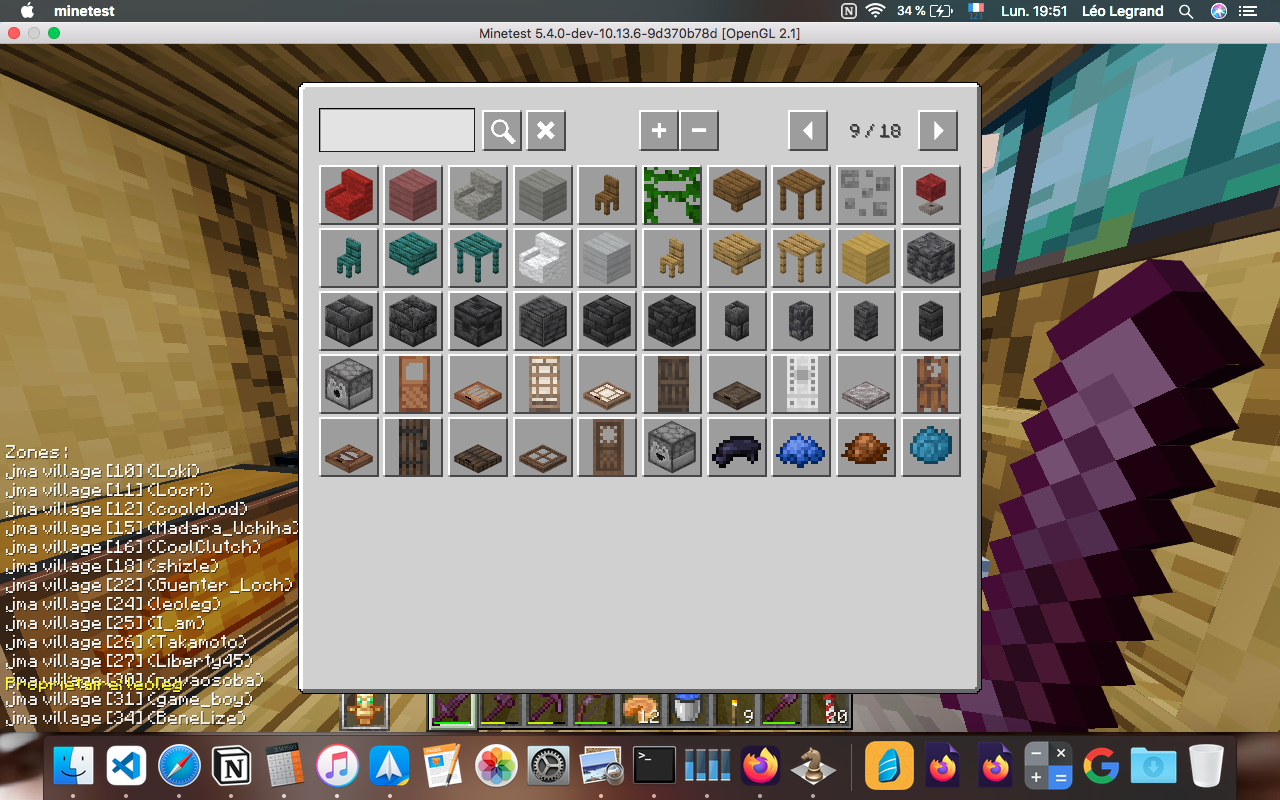 minetest
34 %
123
Lun. 19:51
Léo Legrand
Minetest 5.4.0-dev-10.13.6-9d370b78d [OpenGL 2.1]
9/18
Zones :
jma village [10] (Loki)
jma village [11] (Locri)
jma village [12] (cooldood)
jma village [15] (Madara_Uchiha)
jma village [16] (CoolClutch)
jma village [18] (shizle)
jma village [22] (Guenter_Loch)
jma village [24] (leoleg)
jma village [25] (I_am)
jma village [26] (Takamoto)
jma village [27] (Liberty45)
jma village [30]
jma village [31] (game_boy)
jma village [34] (BeneLize)
12
9
20